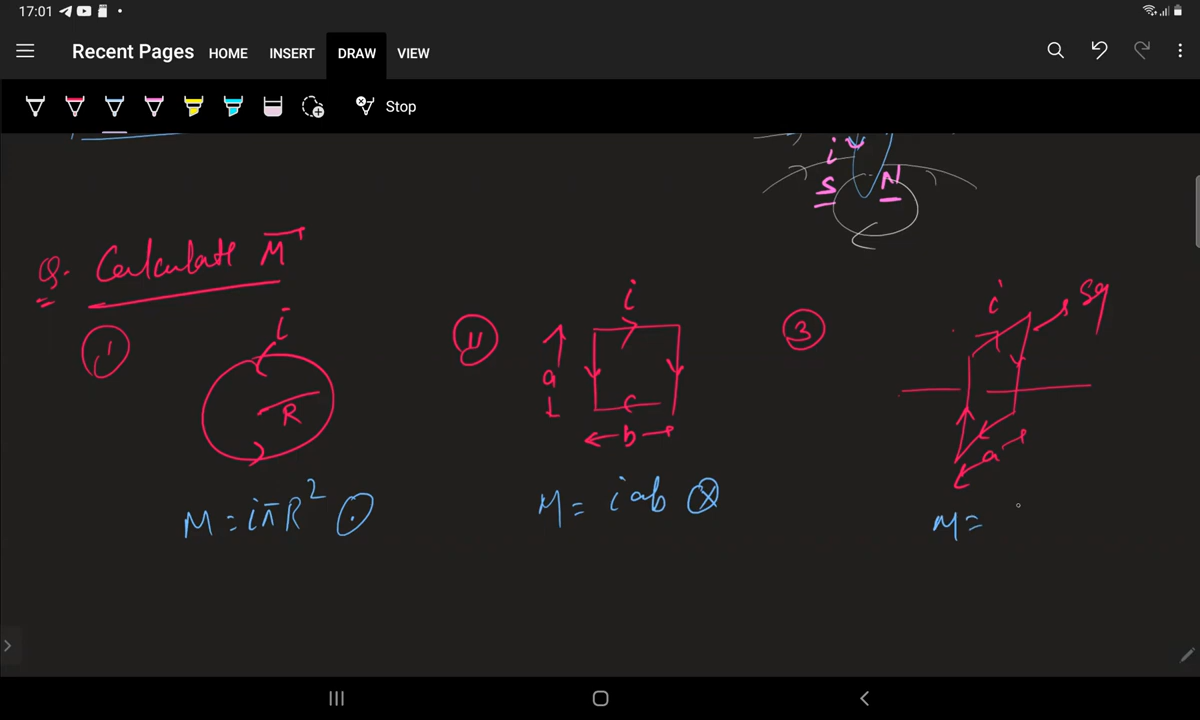 17:01
Recent Pages HOME INSERT DRAW VIEW
Stop
i
S N
Q. Calculate M
1 i R
11 i a b
3 i Sq a
M = iπR² ⊙
M = iab ⊗
M =